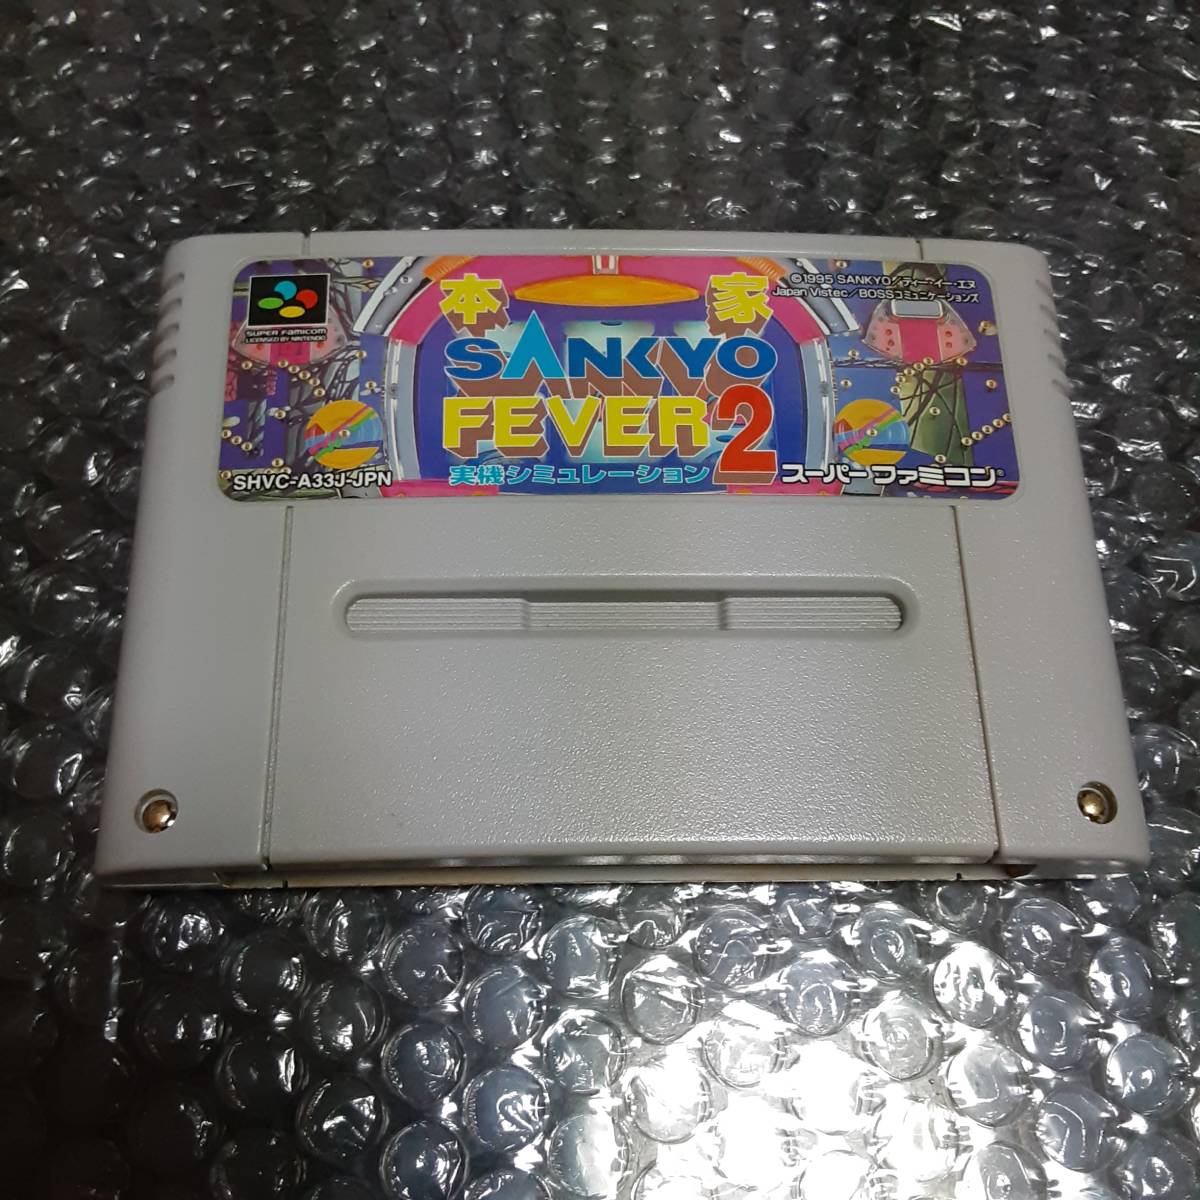 SUPER FAMICOM
LICENSED BY NINTENDO
本家
©1995 SANKYO/ディー・イー・エヌ
Japan Vistec/BOSSコミュニケーションズ
SANKYO
FEVER2
実機シミュレーション
SHVC-A33J-JPN
スーパーファミコン®